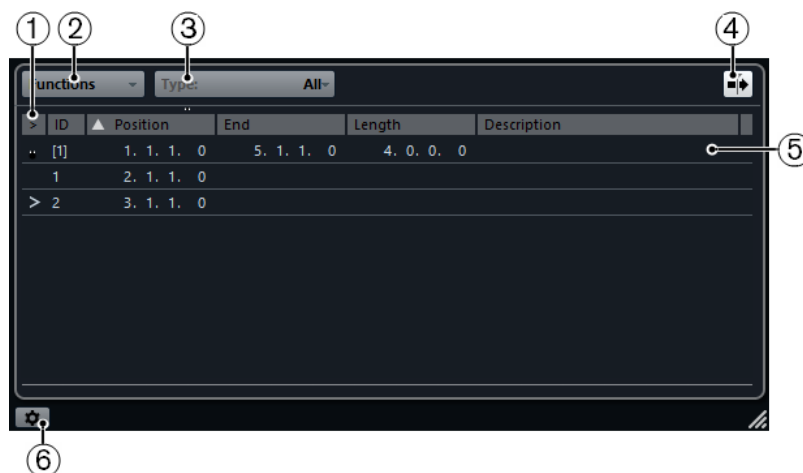 1 2 3 4
Functions Type: All
> ID Position End Length Description
[1] 1. 1. 1. 0 5. 1. 1. 0 4. 0. 0. 0
5
1 2. 1. 1. 0
> 2 3. 1. 1. 0
6